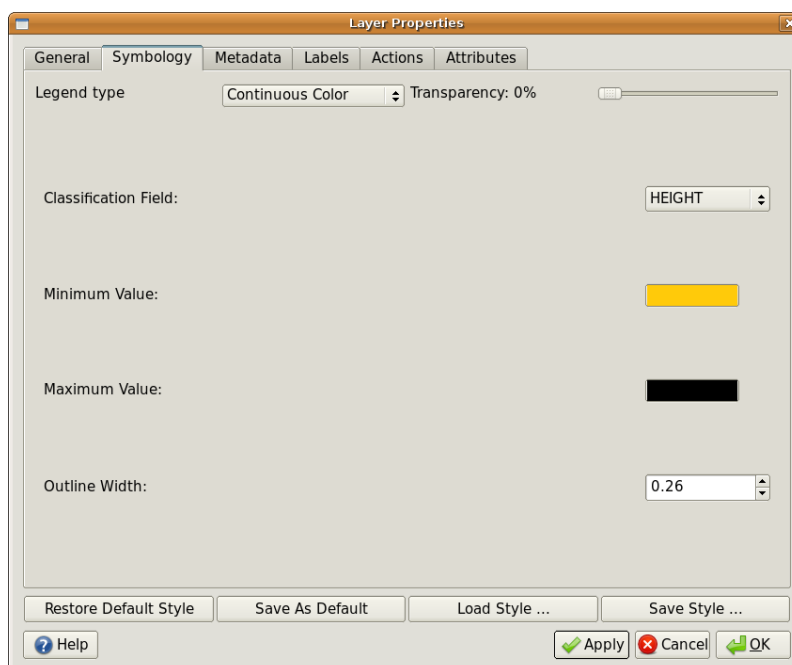 Layer Properties
General Symbology Metadata Labels Actions Attributes
Legend type Continuous Color Transparency: 0%
Classification Field: HEIGHT
Minimum Value:
Maximum Value:
Outline Width: 0.26
Restore Default Style Save As Default Load Style ... Save Style ...
Help Apply Cancel OK